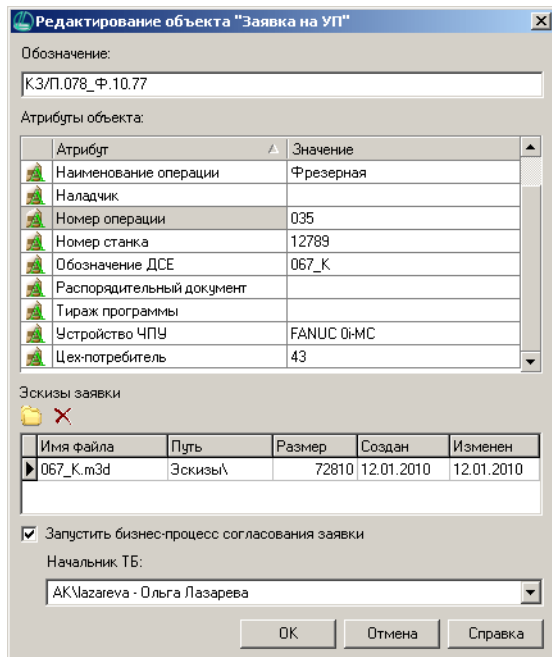 Редактирование объекта "Заявка на УП"
Обозначение:
КЗ/П.078_Ф.10.77
Атрибуты объекта:
Атрибут Значение
Наименование операции Фрезерная
Наладчик
Номер операции 035
Номер станка 12789
Обозначение ДСЕ 067_К
Распорядительный документ
Тираж программы
Устройство ЧПУ FANUC 0i-MC
Цех-потребитель 43
Эскизы заявки
Имя файла Путь Размер Создан Изменен
067_К.m3d Эскизы\ 72810 12.01.2010 12.01.2010
Запустить бизнес-процесс согласования заявки
Начальник ТБ:
AK\lazareva - Ольга Лазарева
OK Отмена Справка